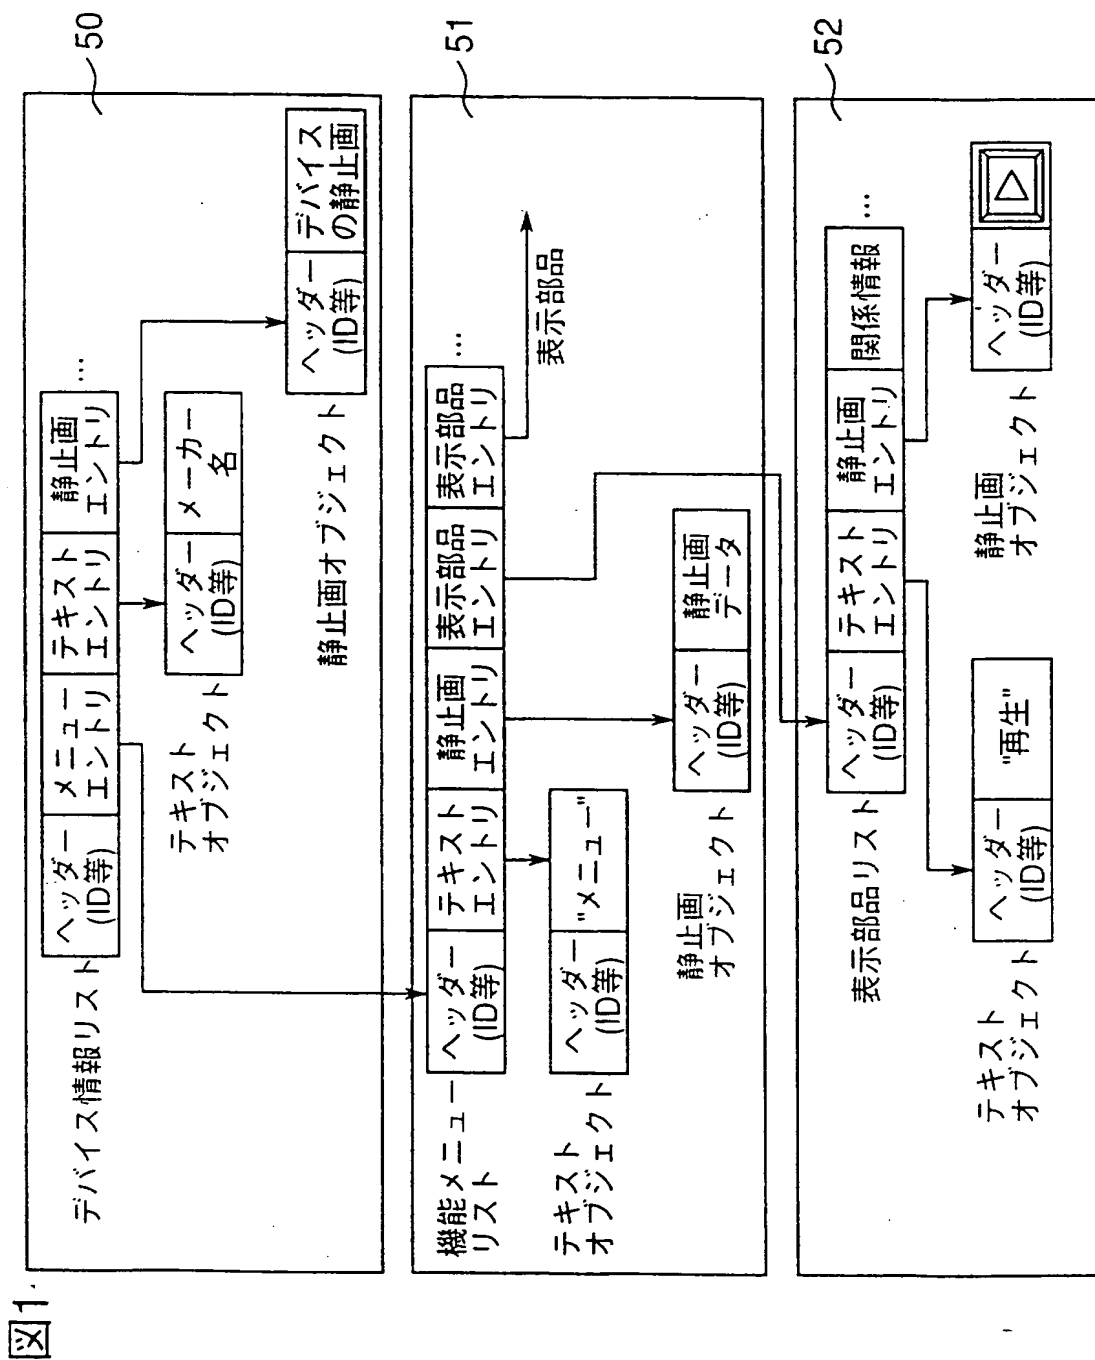 図1
50
デバイス情報リスト
ヘッダー
(ID等)
メニュー
エントリ
テキスト
エントリ
静止画
エントリ
…
テキスト
オブジェクト
ヘッダー
(ID等)
メーカー
名
静止画オブジェクト
ヘッダー
(ID等)
デバイス
の静止画
51
機能メニュー
リスト
ヘッダー
(ID等)
テキスト
エントリ
静止画
エントリ
表示部品
エントリ
表示部品
エントリ
…
テキスト
オブジェクト
ヘッダー
(ID等)
"メニュー"
表示部品
静止画
オブジェクト
ヘッダー
(ID等)
静止画
データ
52
表示部品リスト
ヘッダー
(ID等)
テキスト
エントリ
静止画
エントリ
関係情報
…
テキスト
オブジェクト
ヘッダー
(ID等)
"再生"
静止画
オブジェクト
ヘッダー
(ID等)